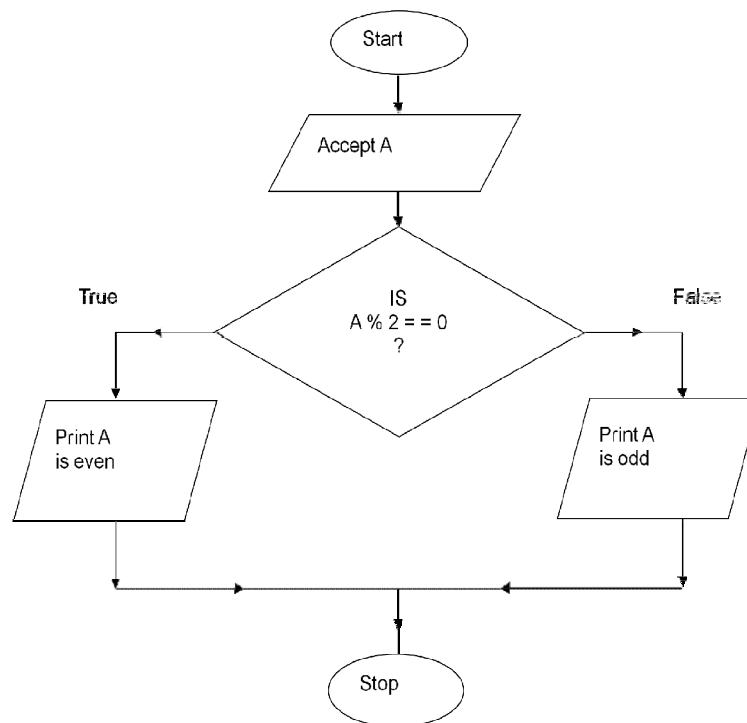 Start
Accept A
True
IS
A % 2 = = 0
?
False
Print A
is even
Print A
is odd
Stop